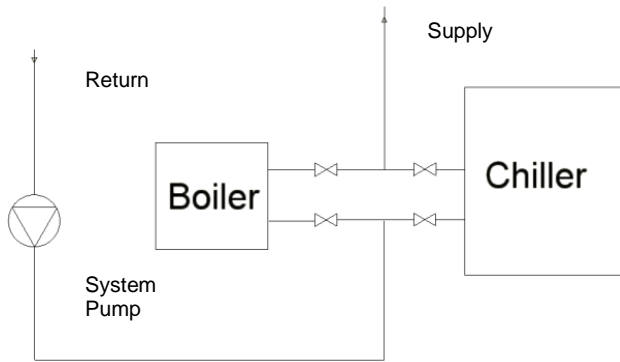 Supply
Return
Boiler
Chiller
System
Pump